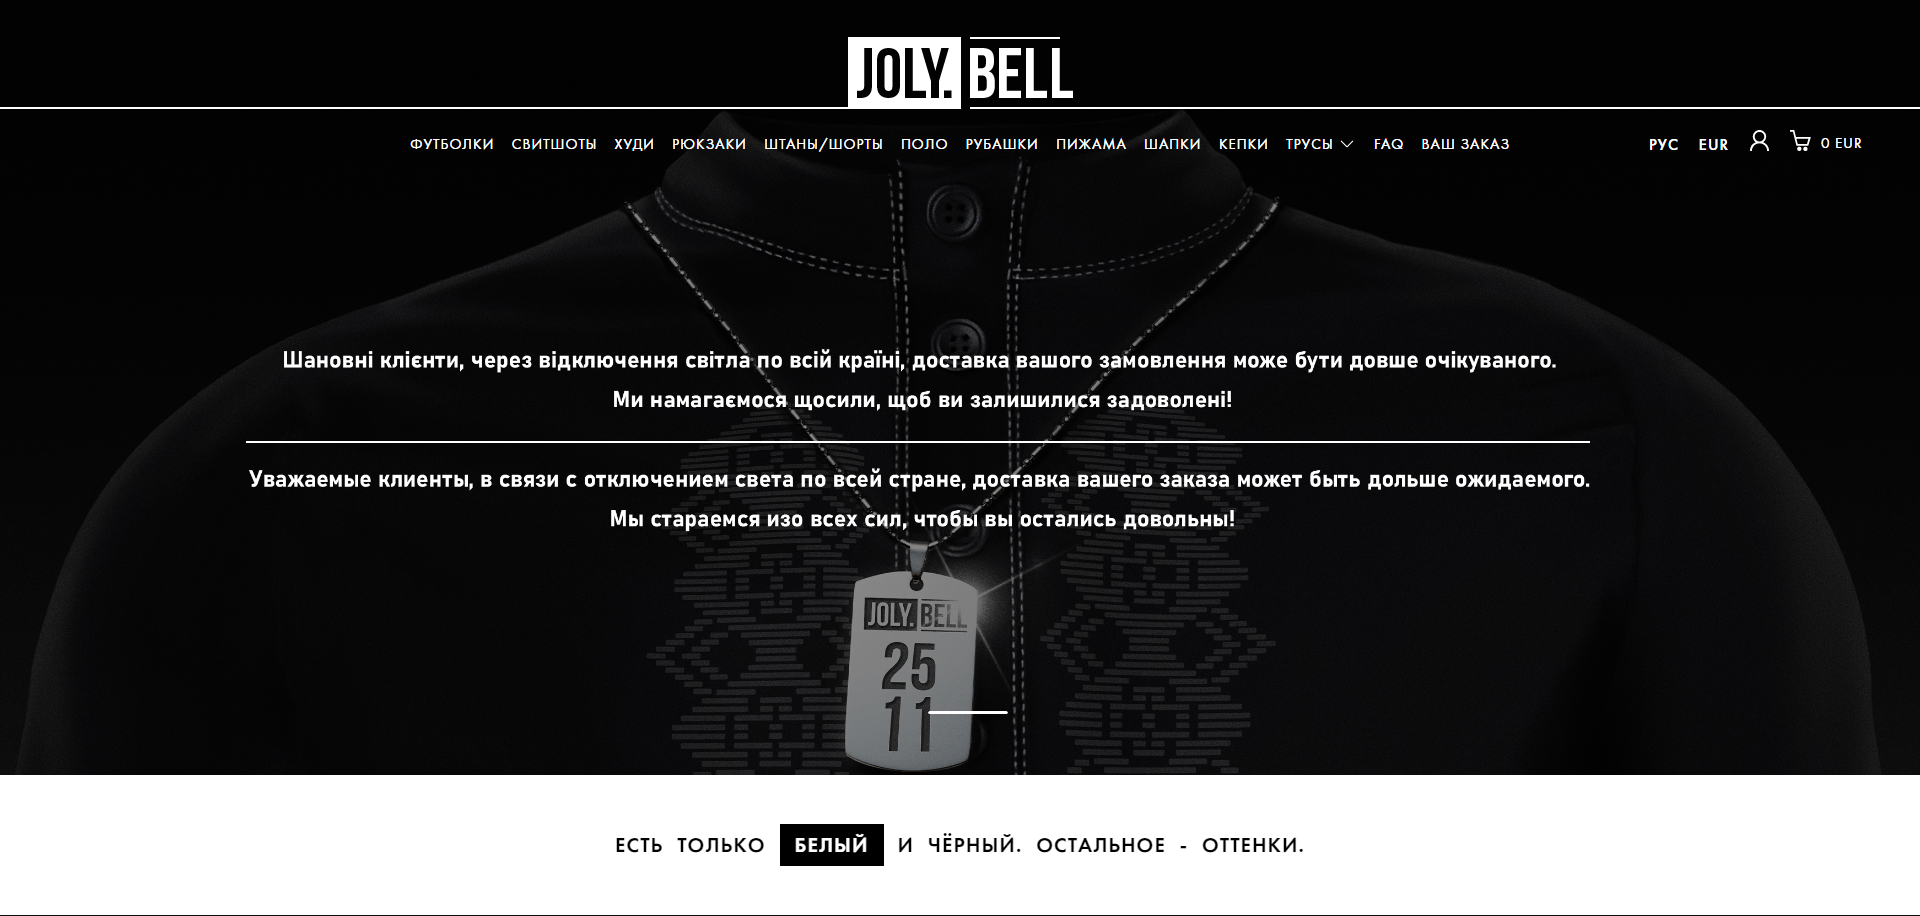 JOLY. BELL
ФУТБОЛКИ СВИТШОТЫ ХУДИ РЮКЗАКИ ШТАНЫ/ШОРТЫ ПОЛО РУБАШКИ ПИЖАМА ШАПКИ КЕПКИ ТРУСЫ FAQ ВАШ ЗАКАЗ РУС EUR 0 EUR
Шановні клієнти, через відключення світла по всій країні, доставка вашого замовлення може бути довше очікуваного.
Ми намагаємося щосили, щоб ви залишилися задоволені!
Уважаемые клиенты, в связи с отключением света по всей стране, доставка вашего заказа может быть дольше ожидаемого.
Мы стараемся изо всех сил, чтобы вы остались довольны!
JOLY. BELL
25
11
ЕСТЬ ТОЛЬКО БЕЛЫЙ И ЧЁРНЫЙ. ОСТАЛЬНОЕ - ОТТЕНКИ.